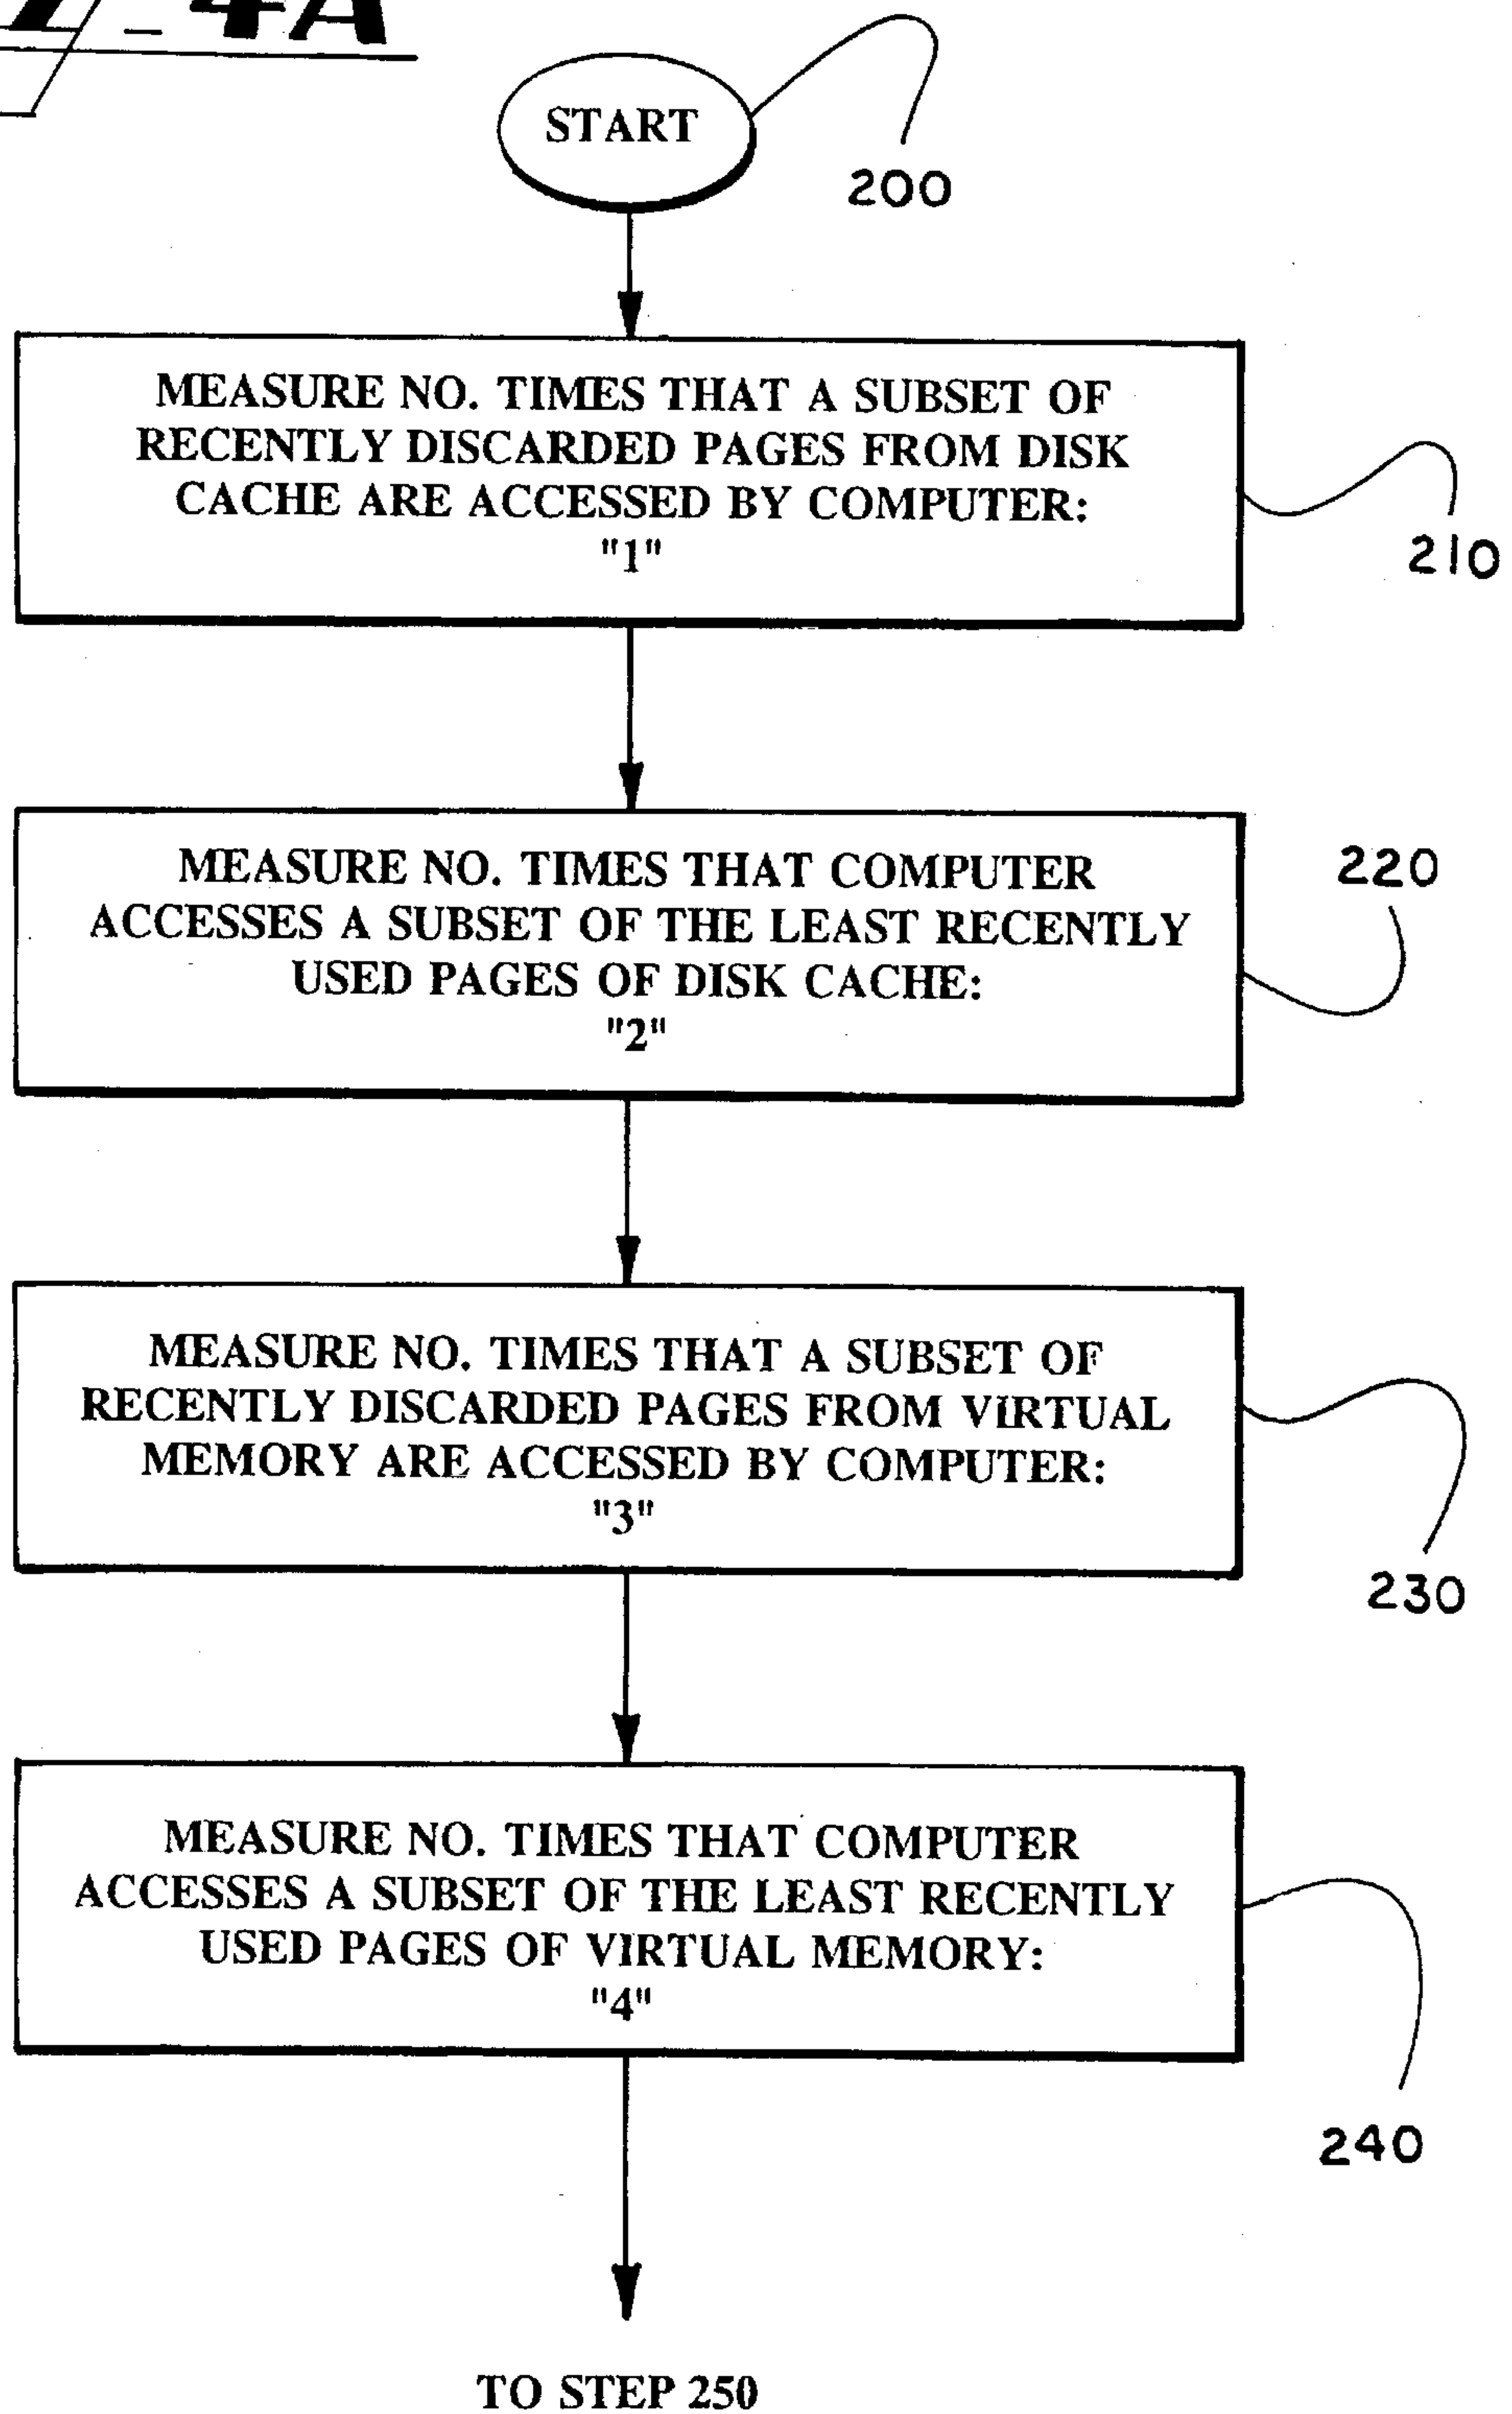 4A
START
200
MEASURE NO. TIMES THAT A SUBSET OF
RECENTLY DISCARDED PAGES FROM DISK
CACHE ARE ACCESSED BY COMPUTER:
"1"
210
MEASURE NO. TIMES THAT COMPUTER
ACCESSES A SUBSET OF THE LEAST RECENTLY
USED PAGES OF DISK CACHE:
"2"
220
MEASURE NO. TIMES THAT A SUBSET OF
RECENTLY DISCARDED PAGES FROM VIRTUAL
MEMORY ARE ACCESSED BY COMPUTER:
"3"
230
MEASURE NO. TIMES THAT COMPUTER
ACCESSES A SUBSET OF THE LEAST RECENTLY
USED PAGES OF VIRTUAL MEMORY:
"4"
240
TO STEP 250